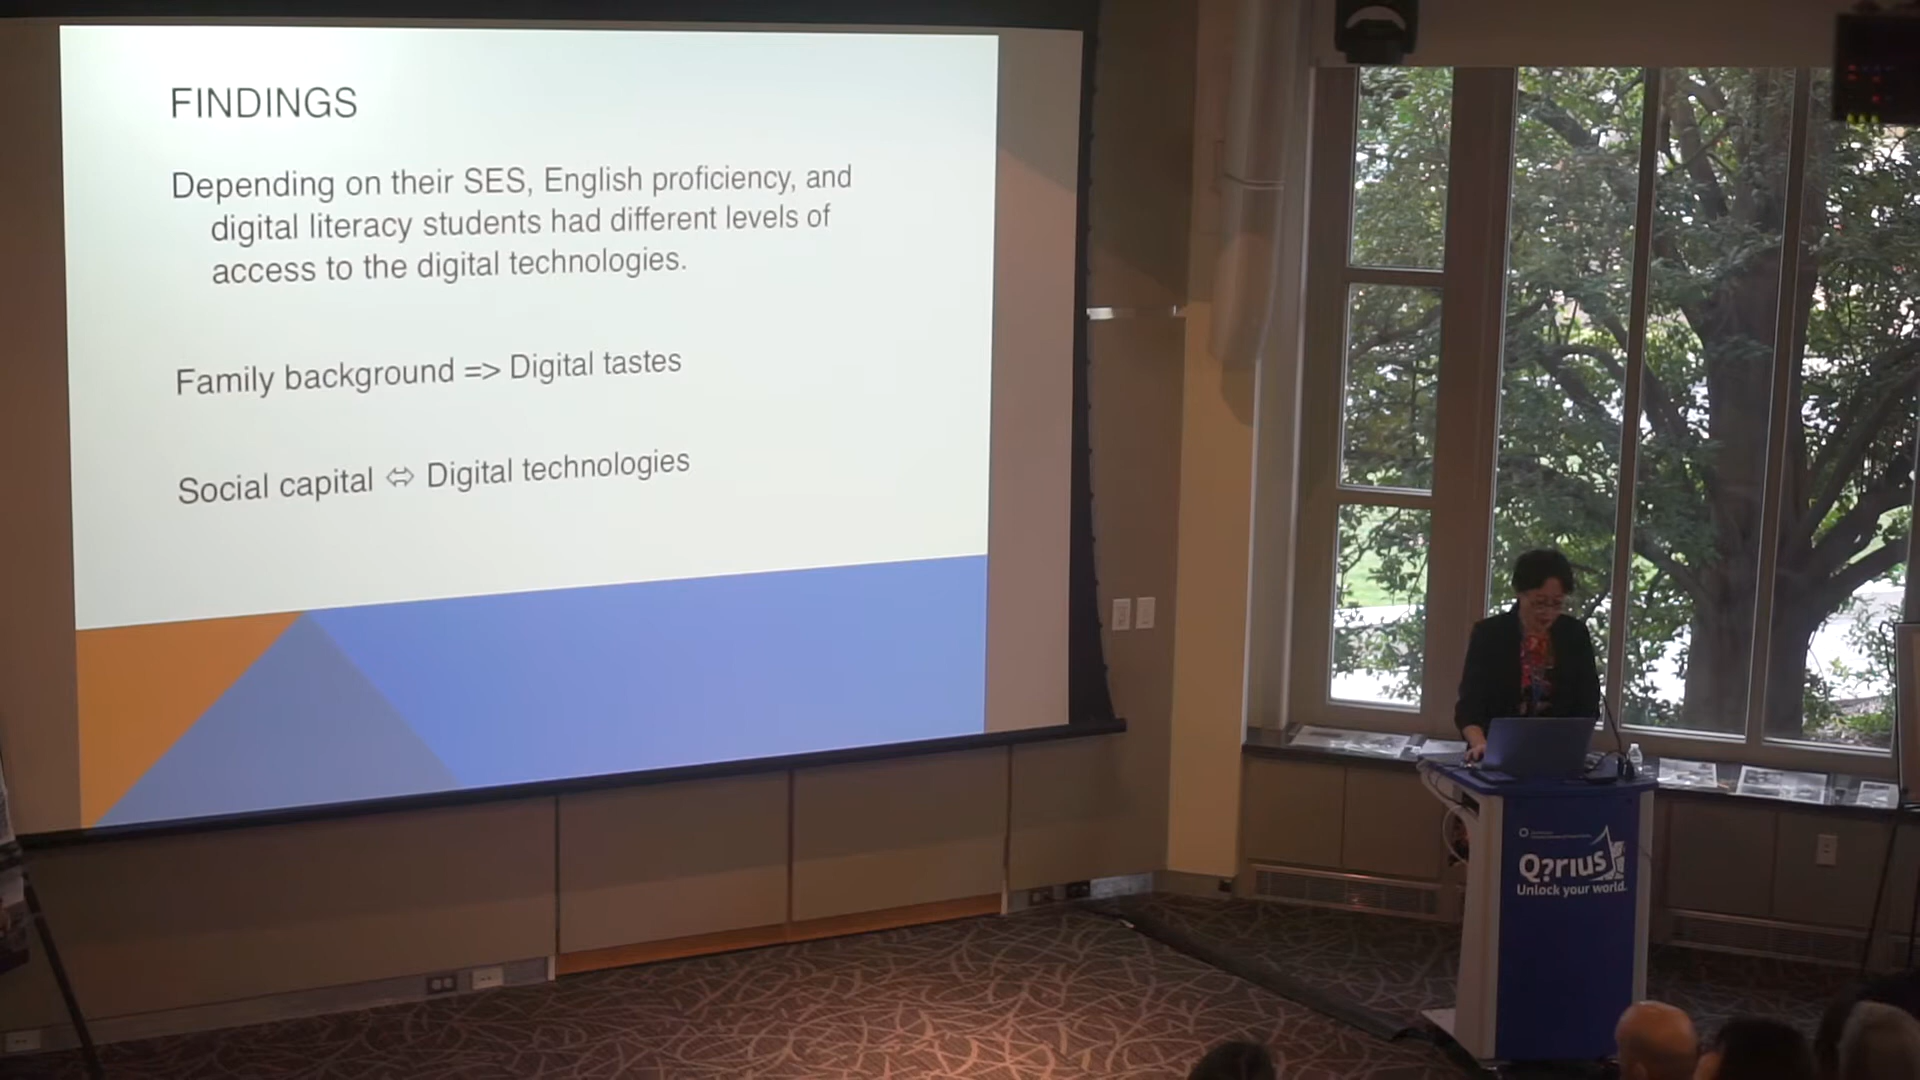 FINDINGS
Depending on their SES, English proficiency, and
digital literacy students had different levels of
access to the digital technologies.
Family background => Digital tastes
Social capital ⬄ Digital technologies
Q?rius
Unlock your world.